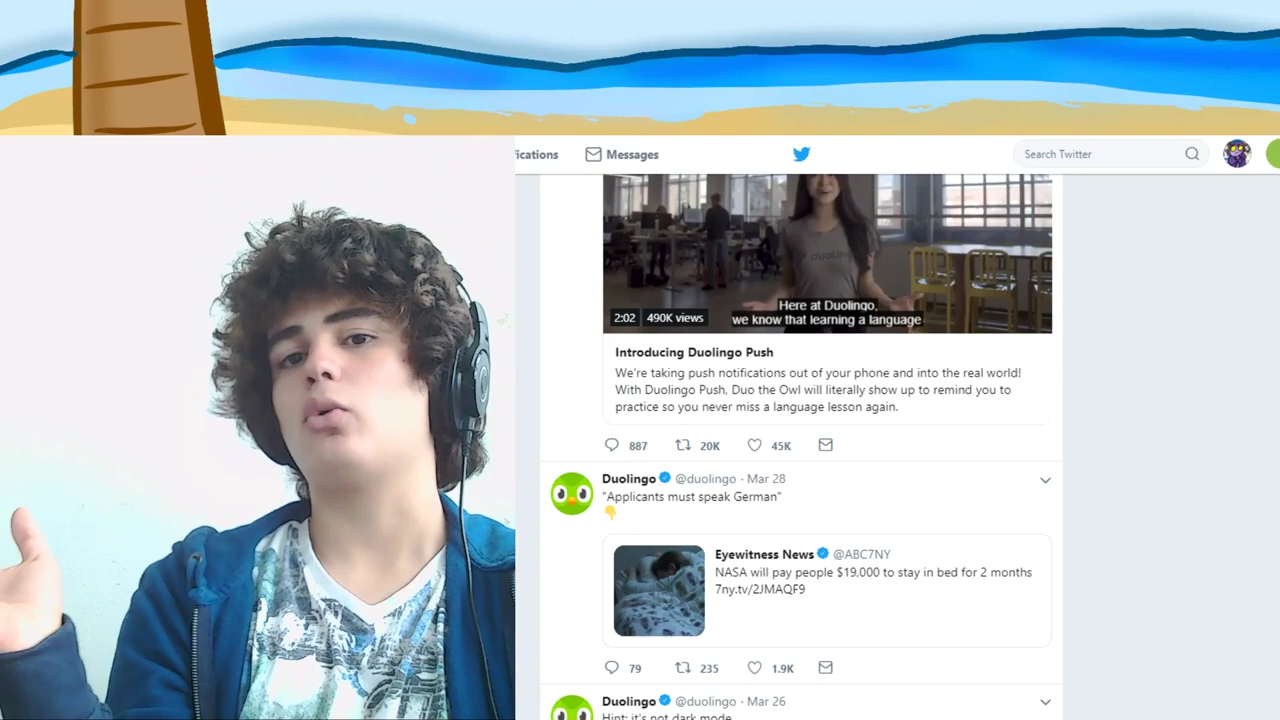 ications
Messages
Search Twitter
duolingo
Here at Duolingo,
we know that learning a language
2:02
490K views
Introducing Duolingo Push
We're taking push notifications out of your phone and into the real world!
With Duolingo Push, Duo the Owl will literally show up to remind you to
practice so you never miss a language lesson again.
887
20K
45K
Duolingo @duolingo · Mar 28
"Applicants must speak German"
Eyewitness News @ABC7NY
NASA will pay people $19,000 to stay in bed for 2 months
7ny.tv/2JMAQF9
79
235
1.9K
Duolingo @duolingo · Mar 26
Hint: it's not dark mode